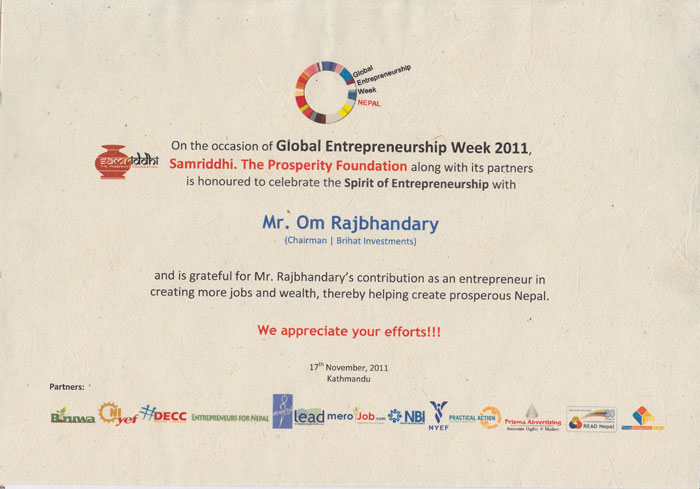 Global
Entrepreneurship
Week
NEPAL
On the occasion of Global Entrepreneurship Week 2011,
samriddhi
Samriddhi. The Prosperity Foundation along with its partners
is honoured to celebrate the Spirit of Entrepreneurship with
Mr. Om Rajbhandary
(Chairman | Brihat Investments)
and is grateful for Mr. Rajbhandary's contribution as an entrepreneur in
creating more jobs and wealth, thereby helping create prosperous Nepal.
We appreciate your efforts!!!
17th November, 2011
Kathmandu
Partners:
Biruwa CNI yef #DECC ENTREPRENEURS FOR NEPAL lead merojob.com NBI NYEF PRACTICAL ACTION Prisma Advertising READ Nepal